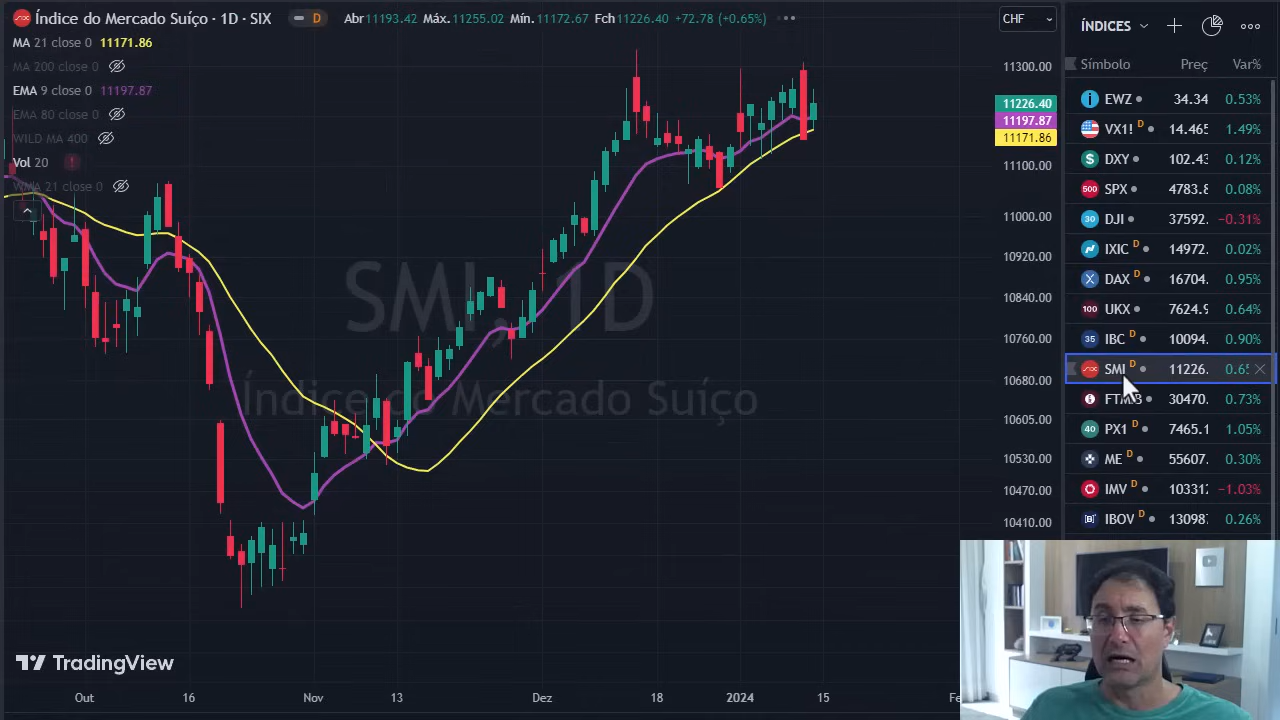 Índice do Mercado Suíço · 1D · SIX
D
Abr11193.42 Máx.11255.02 Mín.11172.67 Fch11226.40 +72.78 (+0.65%)
CHF
MA 21 close 0 11171.86
MA 200 close 0
EMA 9 close 0 11197.87
EMA 80 close 0
WILD MA 400
Vol 20
WMA 21 close 0
SMI, 1D
Índice do Mercado Suíço
11300.00
11226.40
11197.87
11171.86
11100.00
11000.00
10920.00
10840.00
10760.00
10680.00
10605.00
10530.00
10470.00
10410.00
TradingView
Out 16 Nov 13 Dez 18 2024 15
ÍNDICES
Símbolo Preç Var%
EWZ 34.34 0.53%
VX1! D 14.465 1.49%
DXY 102.43 0.12%
500 SPX 4783.8 0.08%
30 DJI 37592. −0.31%
IXIC D 14972. 0.02%
DAX D 16704. 0.95%
100 UKX 7624.9 0.64%
35 IBC D 10094. 0.90%
SMI D 11226. 0.65
30470. 0.73%
40 PX1 D 7465.1 1.05%
ME D 55607. 0.30%
IMV D 10331 −1.03%
IBOV D 13098 0.26%